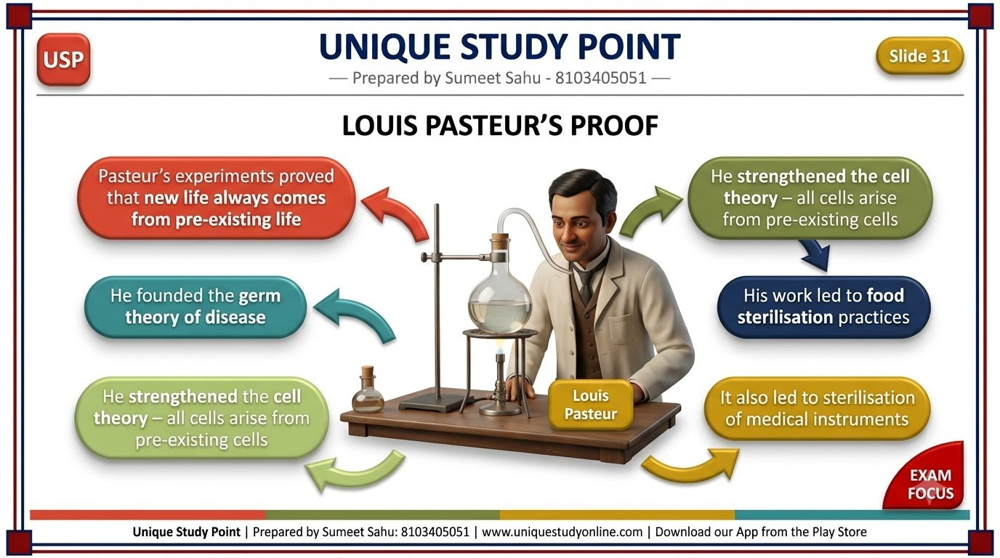 USP
UNIQUE STUDY POINT
Slide 31
— Prepared by Sumeet Sahu - 8103405051 —
LOUIS PASTEUR’S PROOF
Pasteur’s experiments proved
that new life always comes
from pre-existing life
He strengthened the cell
theory – all cells arise
from pre-existing cells
He founded the germ
theory of disease
His work led to food
sterilisation practices
He strengthened the cell
theory – all cells arise from
pre-existing cells
Louis
Pasteur
It also led to sterilisation
of medical instruments
EXAM
FOCUS
Unique Study Point | Prepared by Sumeet Sahu: 8103405051 | www.uniquestudyonline.com | Download our App from the Play Store